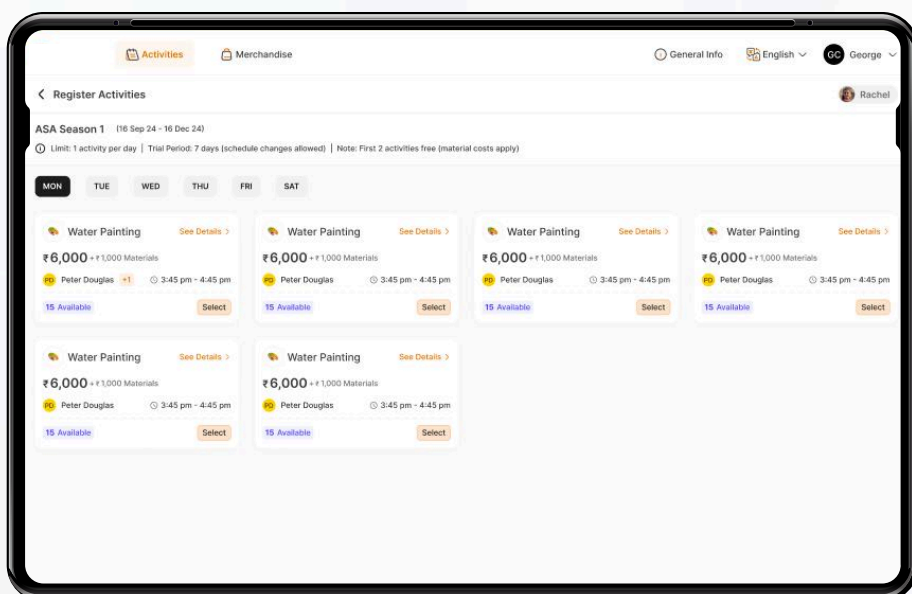 Activities Merchandise General Info English GC George
Register Activities Rachel
ASA Season 1 (16 Sep 24 - 16 Dec 24)
Limit: 1 activity per day | Trial Period: 7 days (schedule changes allowed) | Note: First 2 activities free (material costs apply)
MON TUE WED THU FRI SAT
Water Painting See Details >
₹6,000 + ₹1,000 Materials
PD Peter Douglas +1 3:45 pm - 4:45 pm
15 Available Select
Water Painting See Details >
₹6,000 + ₹1,000 Materials
PD Peter Douglas 3:45 pm - 4:45 pm
15 Available Select
Water Painting See Details >
₹6,000 + ₹1,000 Materials
PD Peter Douglas 3:45 pm - 4:45 pm
15 Available Select
Water Painting See Details >
₹6,000 + ₹1,000 Materials
PD Peter Douglas 3:45 pm - 4:45 pm
15 Available Select
Water Painting See Details >
₹6,000 + ₹1,000 Materials
PD Peter Douglas 3:45 pm - 4:45 pm
15 Available Select
Water Painting See Details >
₹6,000 + ₹1,000 Materials
PD Peter Douglas 3:45 pm - 4:45 pm
15 Available Select